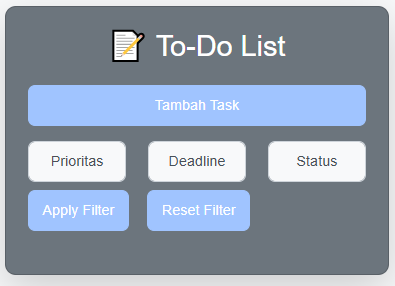 📝 To-Do List
Tambah Task
Prioritas Deadline Status
Apply Filter Reset Filter